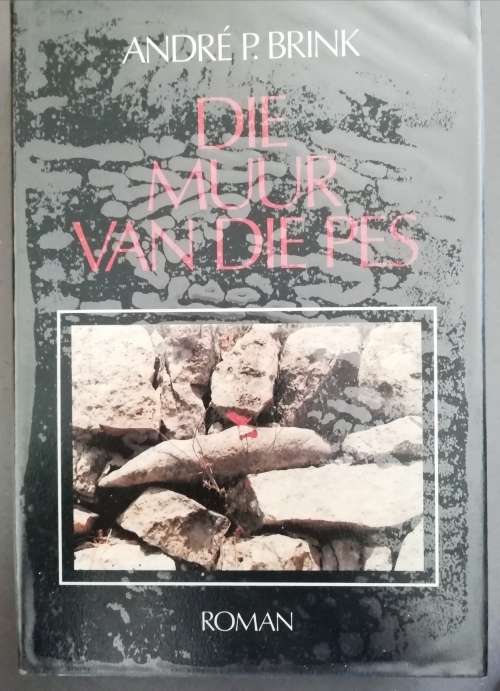 ANDRÉ P. BRINK
DIE
MUUR
VAN DIE PES
ROMAN